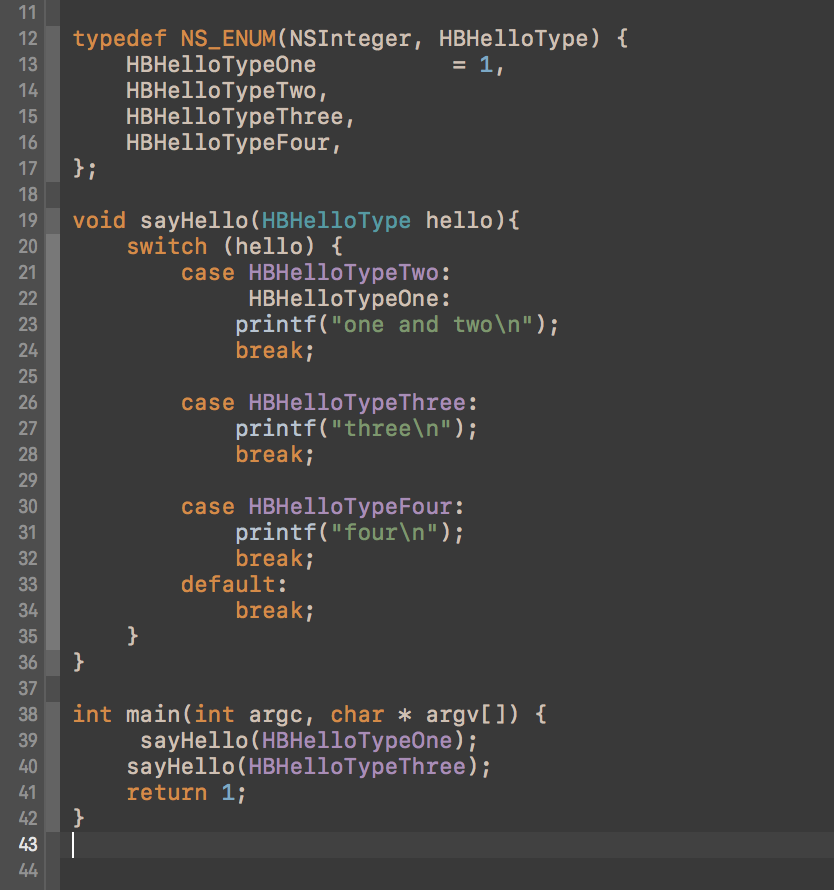 11
12 typedef NS_ENUM(NSInteger, HBHelloType) {
13     HBHelloTypeOne          = 1,
14     HBHelloTypeTwo,
15     HBHelloTypeThree,
16     HBHelloTypeFour,
17 };
18
19 void sayHello(HBHelloType hello){
20     switch (hello) {
21         case HBHelloTypeTwo:
22              HBHelloTypeOne:
23             printf("one and two\n");
24             break;
25
26         case HBHelloTypeThree:
27             printf("three\n");
28             break;
29
30         case HBHelloTypeFour:
31             printf("four\n");
32             break;
33         default:
34             break;
35     }
36 }
37
38 int main(int argc, char * argv[]) {
39      sayHello(HBHelloTypeOne);
40     sayHello(HBHelloTypeThree);
41     return 1;
42 }
43
44